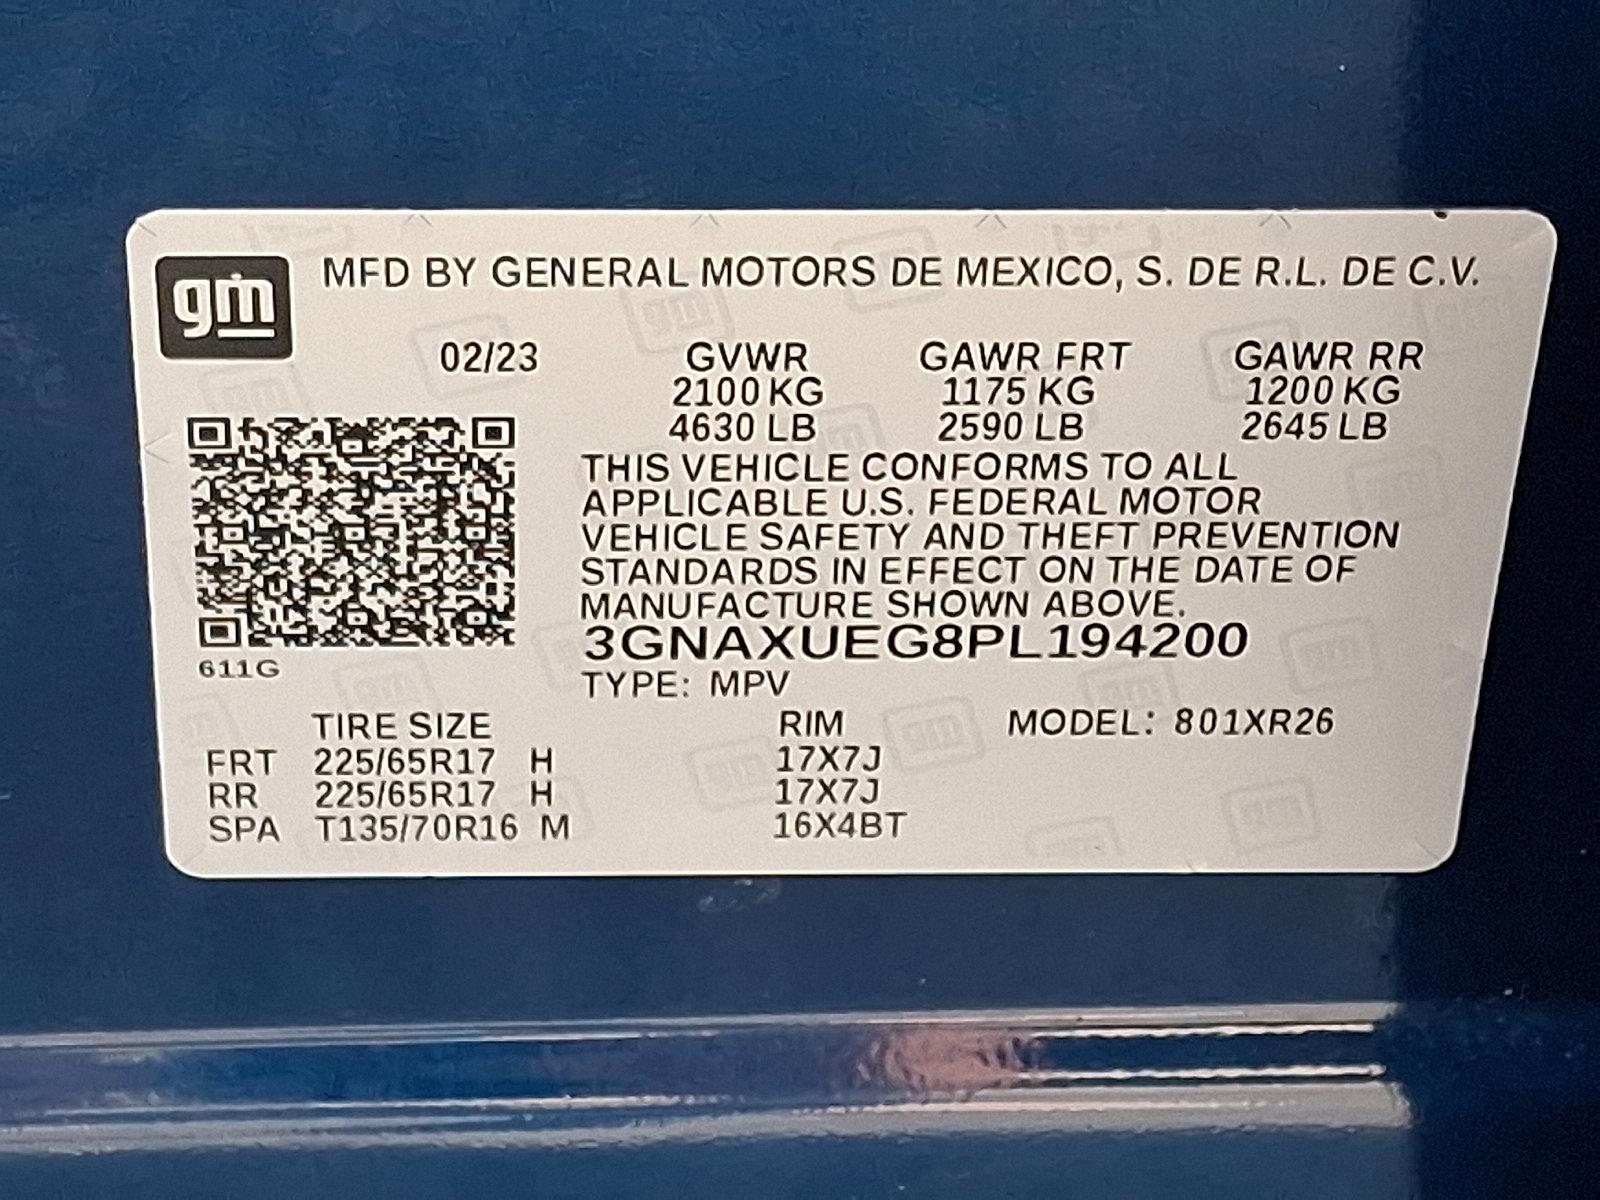 gm
MFD BY GENERAL MOTORS DE MEXICO, S. DE R.L. DE C.V.
02/23 GVWR GAWR FRT GAWR RR
2100 KG 1175 KG 1200 KG
4630 LB 2590 LB 2645 LB
THIS VEHICLE CONFORMS TO ALL
APPLICABLE U.S. FEDERAL MOTOR
VEHICLE SAFETY AND THEFT PREVENTION
STANDARDS IN EFFECT ON THE DATE OF
MANUFACTURE SHOWN ABOVE.
3GNAXUEG8PL194200
611G
TYPE: MPV
TIRE SIZE RIM MODEL: 801XR26
FRT 225/65R17 H 17X7J
RR 225/65R17 H 17X7J
SPA T135/70R16 M 16X4BT